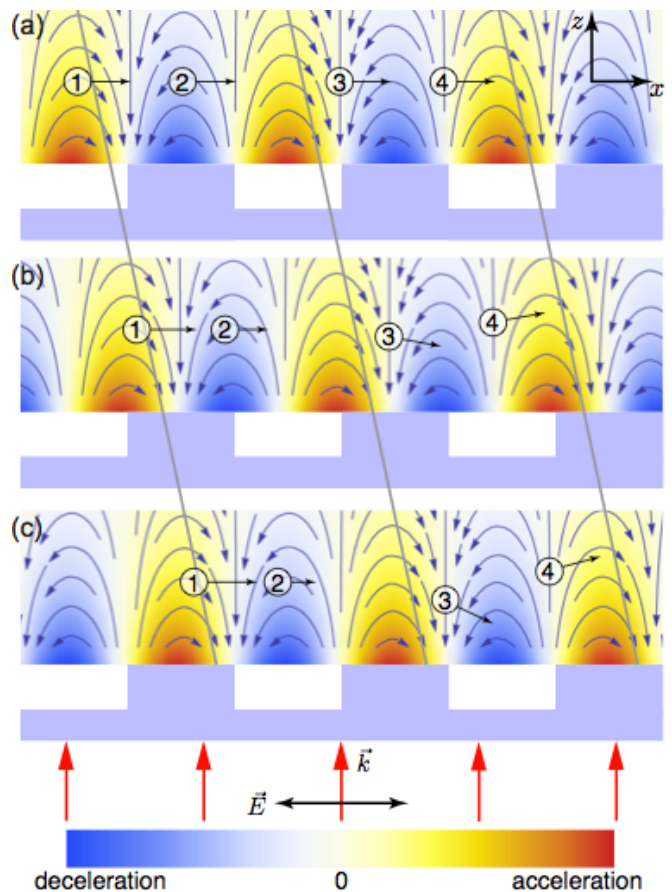 (a)
z
x
1 2 3 4
(b)
1 2 3 4
(c)
1 2 3 4
k⃗
E⃗
deceleration 0 acceleration